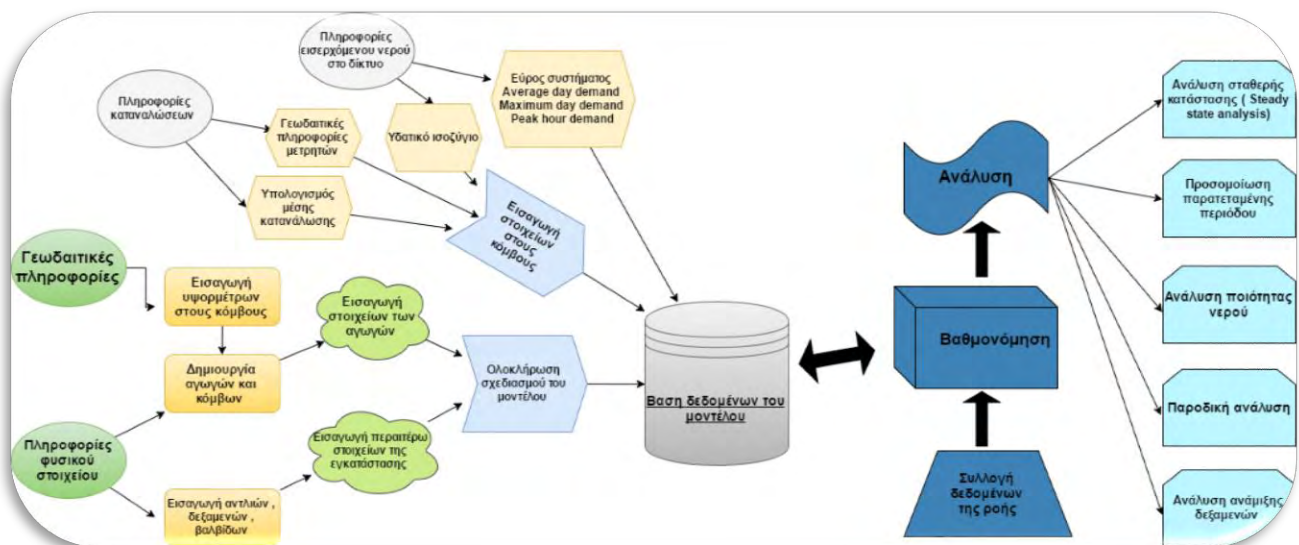 Πληροφορίες
εισερχόμενου νερού
στο δίκτυο
Πληροφορίες
καταναλώσεων
Γεωδαιτικές
πληροφορίες
μετρητών
Υδατικό ισοζύγιο
Εύρος συστήματος
Average day demand
Maximum day demand
Peak hour demand
Υπολογισμός
μέσης
κατανάλωσης
Εισαγωγή
στοιχείων
στους
κόμβους
Γεωδαιτικές
πληροφορίες
Εισαγωγή
υψορμέτρων
στους κόμβους
Εισαγωγή
στοιχείων των
αγωγών
Δημιουργία
αγωγών και
κόμβων
Ολοκλήρωση
σχεδιασμού του
μοντέλου
Πληροφορίες
φυσικού
στοιχείου
Εισαγωγή περαιτέρω
στοιχείων της
εγκατάστασης
Εισαγωγή αντλιών ,
δεξαμενών ,
βαλβίδων
Βαση δεδομένων του
μοντέλου
Ανάλυση
Βαθμονόμηση
Συλλογή
δεδομένων
της ροής
Ανάλυση σταθερής
κατάστασης ( Steady
state analysis)
Προσομοίωση
παρατεταμένης
περιόδου
Ανάλυση ποιότητας
νερού
Παροδική ανάλυση
Ανάλυση ανάμιξης
δεξαμενών